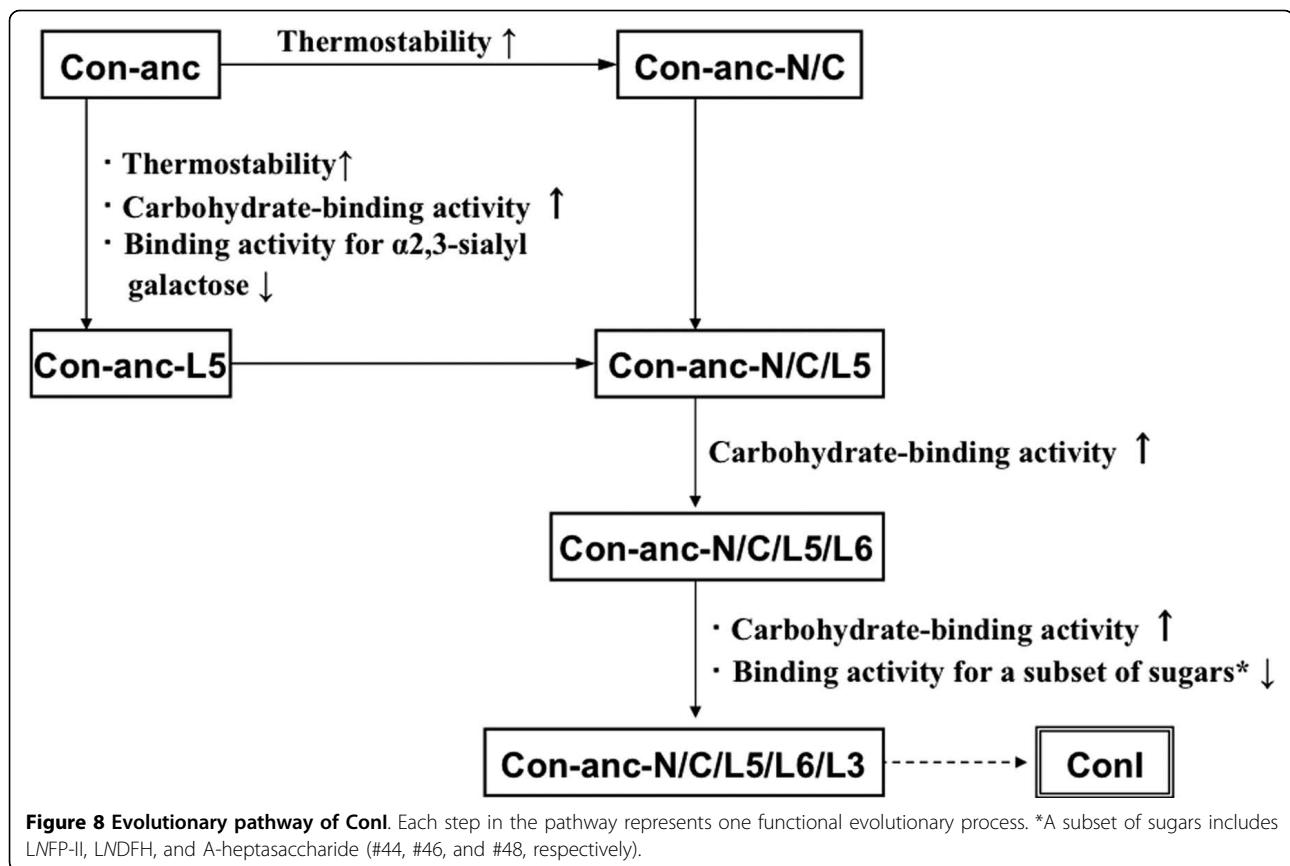 Thermostability ↑
Con-anc
Con-anc-N/C
· Thermostability↑
· Carbohydrate-binding activity ↑
· Binding activity for α2,3-sialyl
galactose ↓
Con-anc-L5
Con-anc-N/C/L5
Carbohydrate-binding activity ↑
Con-anc-N/C/L5/L6
· Carbohydrate-binding activity ↑
· Binding activity for a subset of sugars* ↓
Con-anc-N/C/L5/L6/L3
ConI
Figure 8 Evolutionary pathway of ConI. Each step in the pathway represents one functional evolutionary process. *A subset of sugars includes
LNFP-II, LNDFH, and A-heptasaccharide (#44, #46, and #48, respectively).